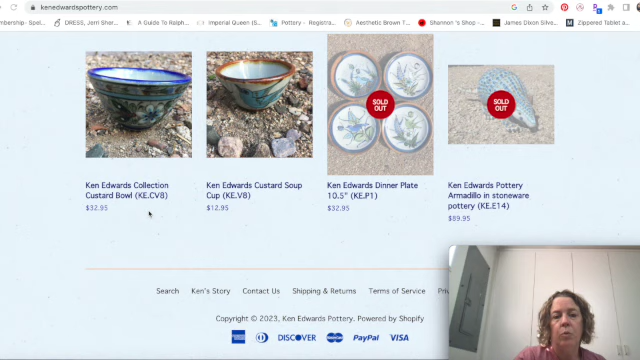 kenedwardspottery.com
DRESS, Jerri Sher...
A Guide To Ralph...
Imperial Queen (S...
Pottery - Registra...
Aesthetic Brown T...
Shannon 's Shop -...
James Dixon Silve...
Zippered Tablet a
SOLD OUT
SOLD OUT
Ken Edwards Collection Custard Bowl (KE.CV8)
$32.95
Ken Edwards Custard Soup Cup (KE.V8)
$12.95
Ken Edwards Dinner Plate 10.5" (KE.P1)
$32.95
Ken Edwards Pottery Armadillo in stoneware pottery (KE.E14)
$89.95
Search Ken's Story Contact Us Shipping & Returns Terms of Service
Copyright © 2023, Ken Edwards Pottery. Powered by Shopify
DISCOVER PayPal VISA